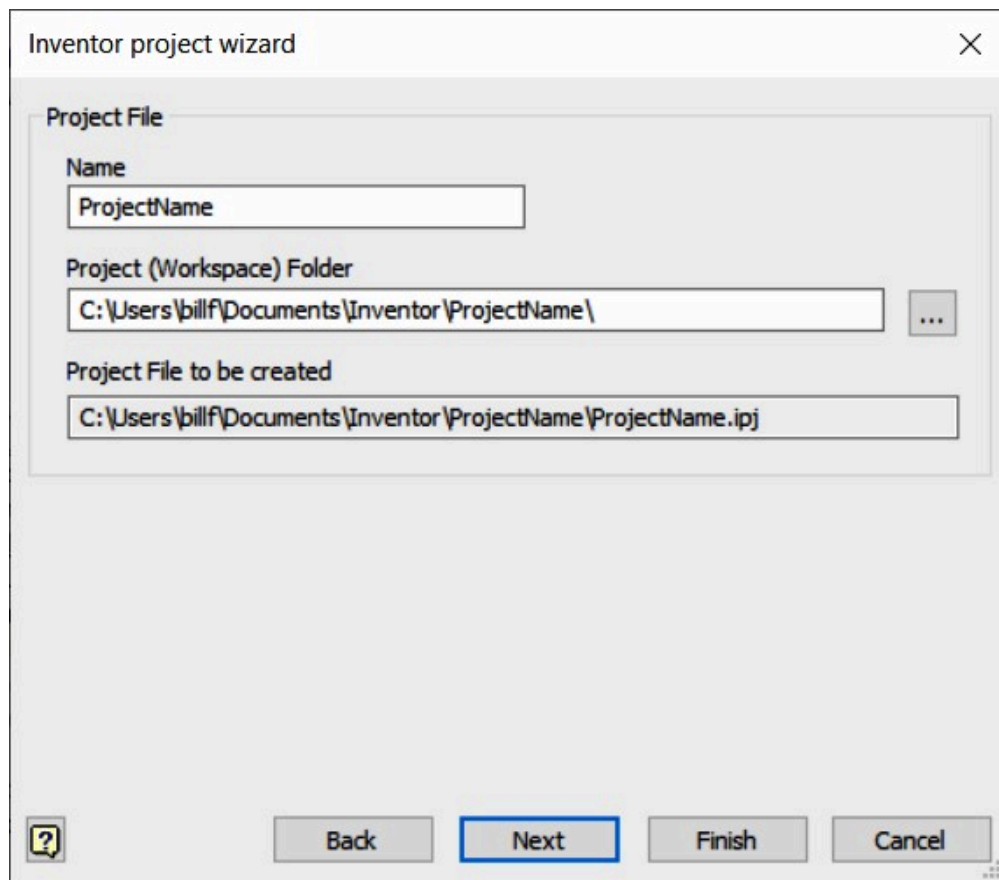 Inventor project wizard
Project File
Name
ProjectName
Project (Workspace) Folder
C:\Users\billf\Documents\Inventor\ProjectName\
...
Project File to be created
C:\Users\billf\Documents\Inventor\ProjectName\ProjectName.ipj
?
Back
Next
Finish
Cancel